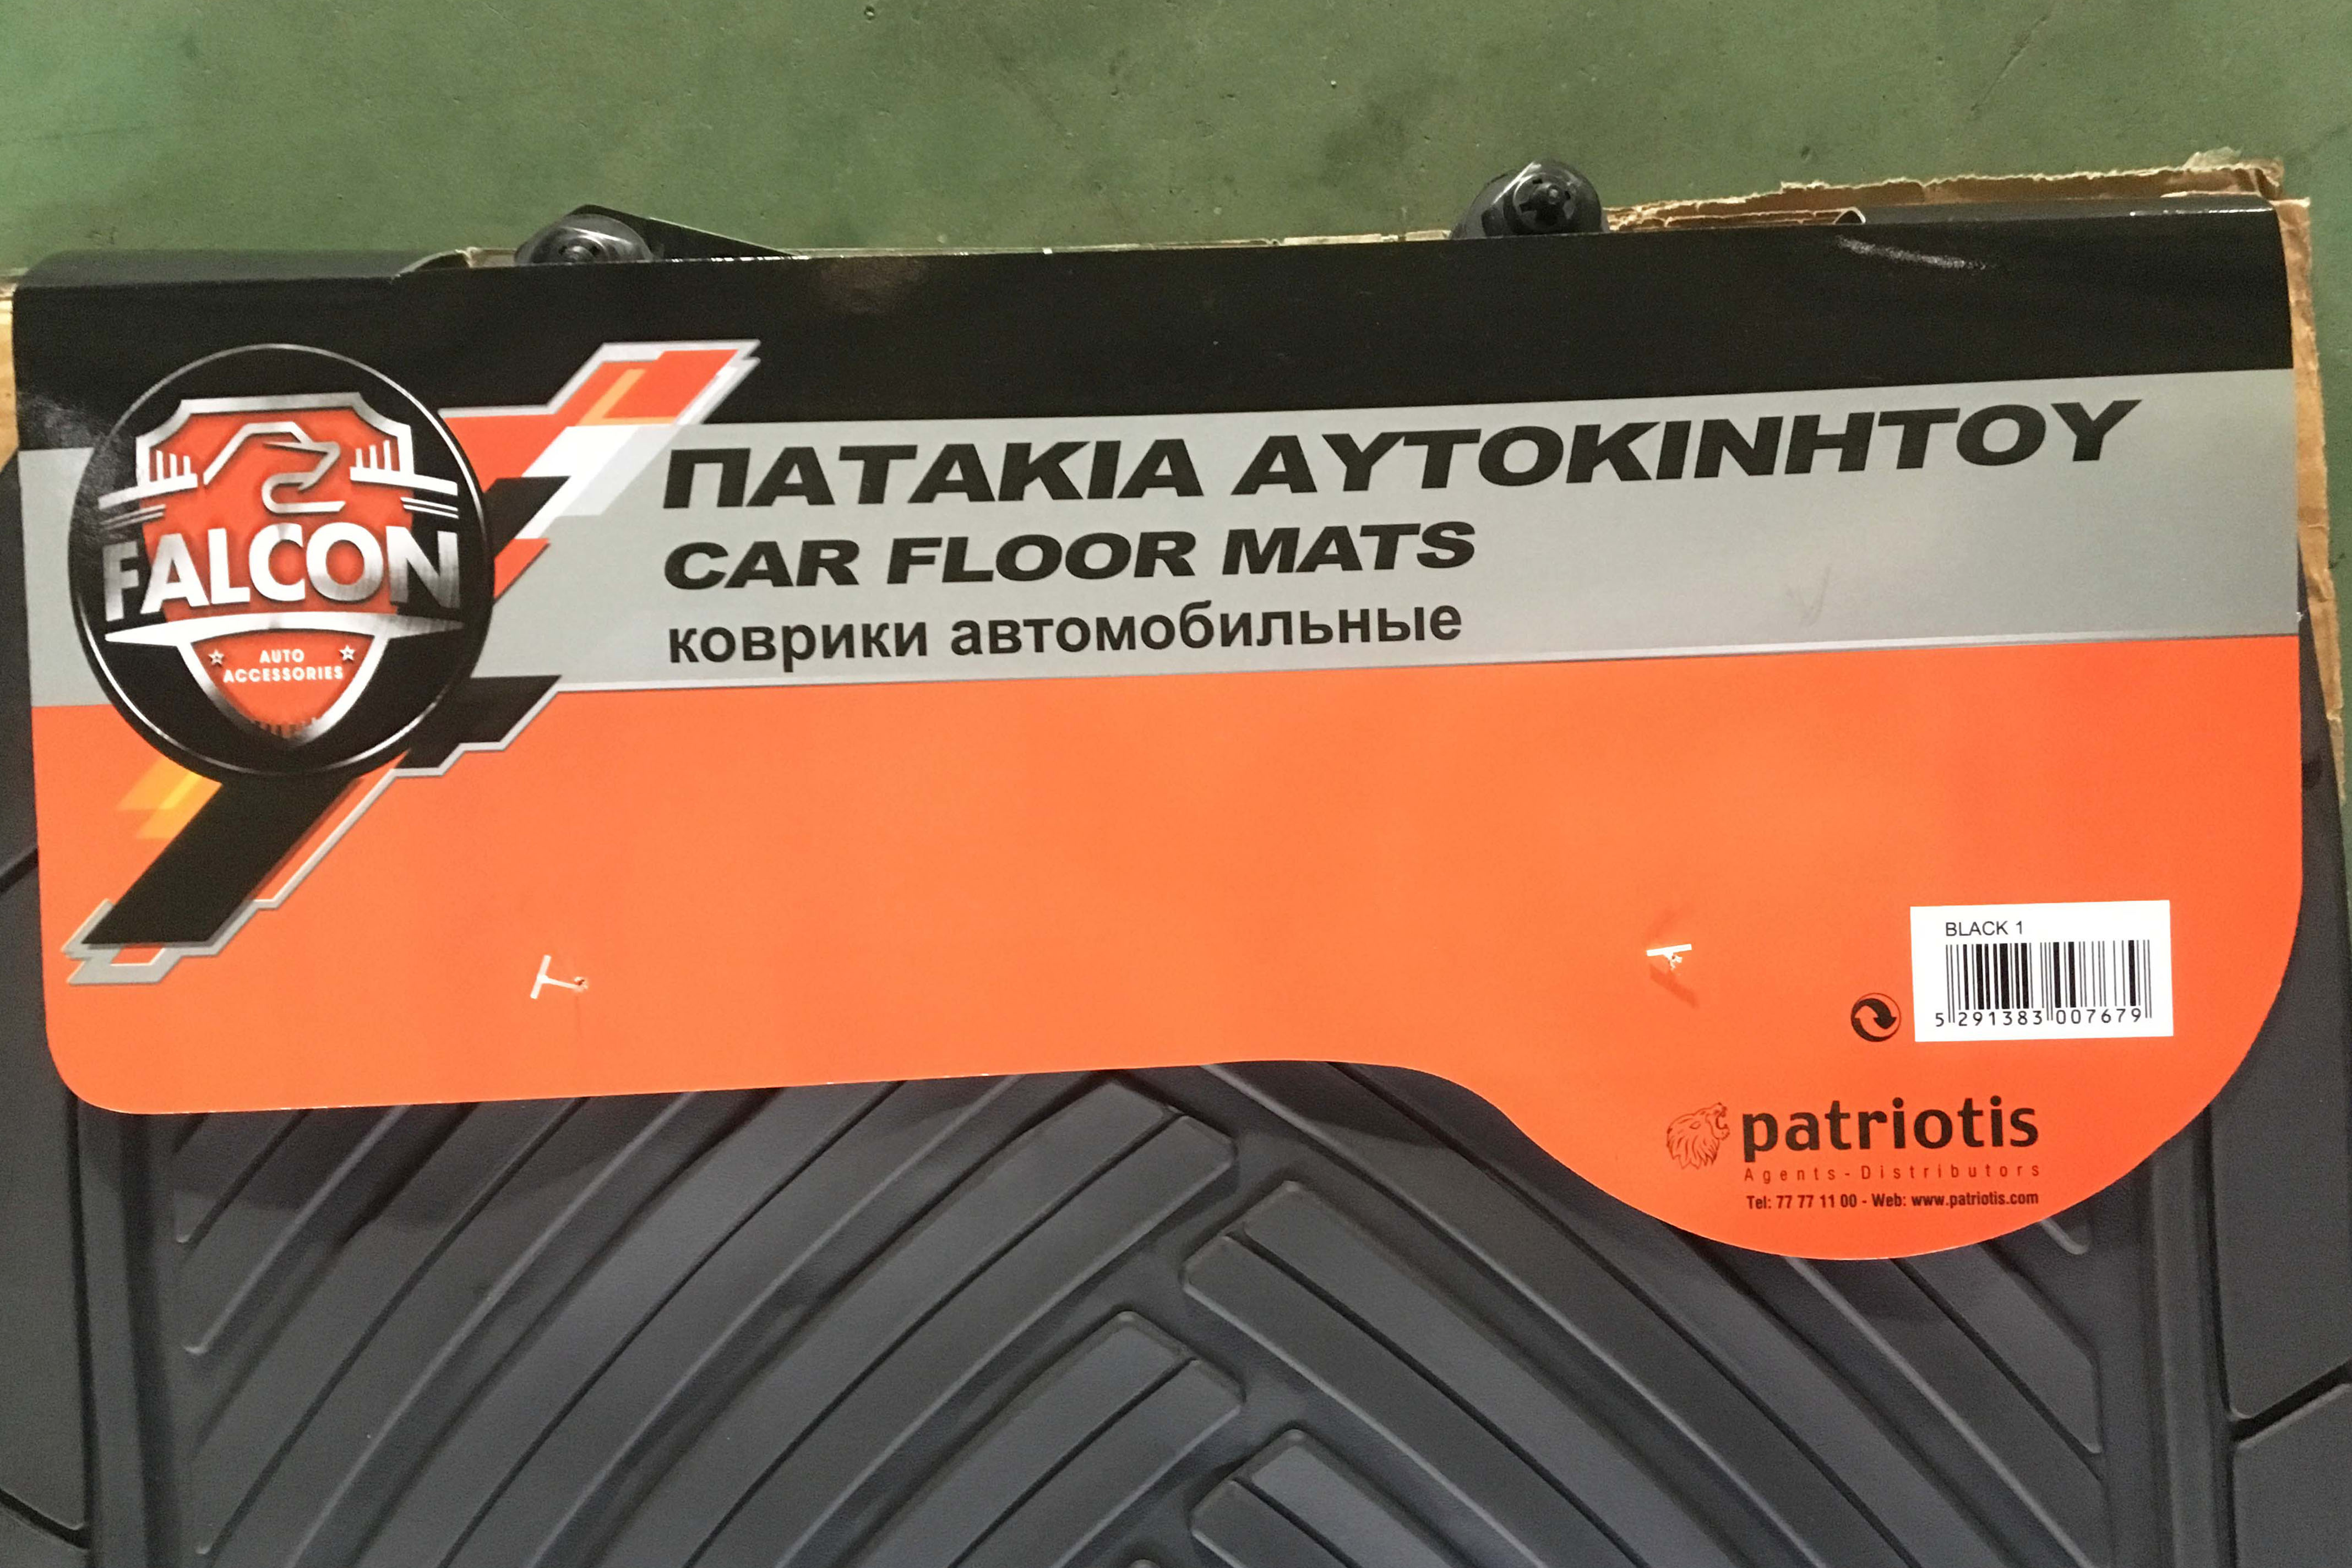 FALCON
AUTO
ACCESSORIES
ΠΑΤΑΚΙΑ ΑΥΤΟΚΙΝΗΤΟΥ
CAR FLOOR MATS
коврики автомобильные
BLACK 1
5 291383 007679
patriotis
Agents-Distributors
Tel: 77 77 11 00 - Web: www.patriotis.com